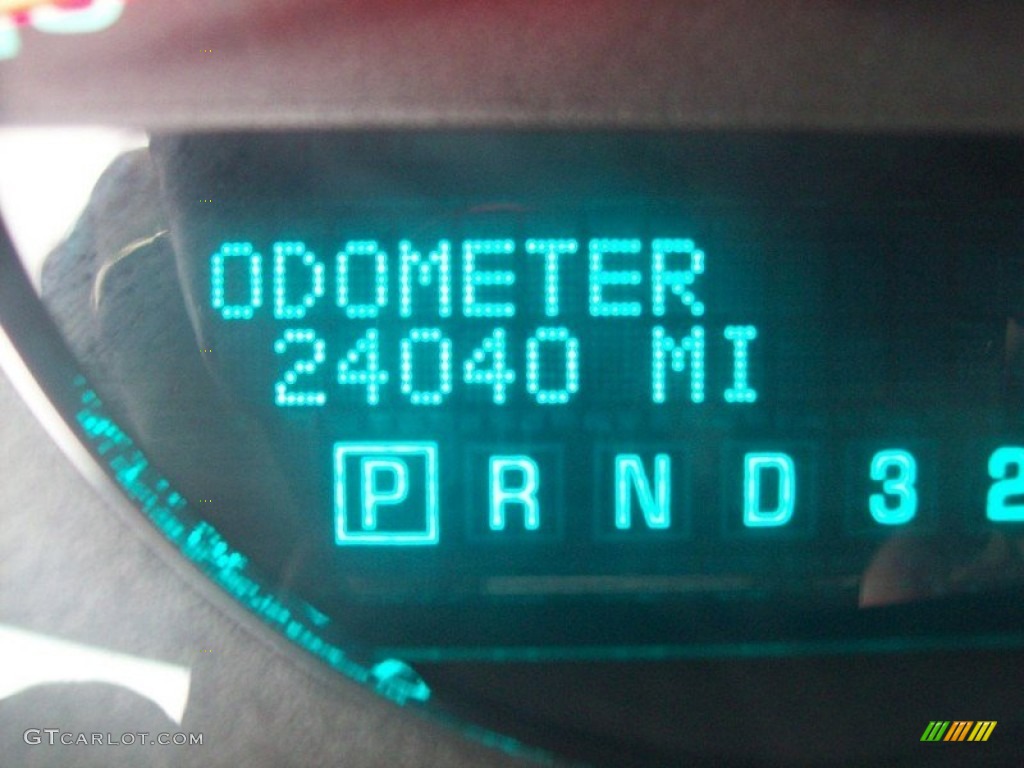 ODOMETER
24040 MI
P R N D 3 2
GTCARLOT.COM